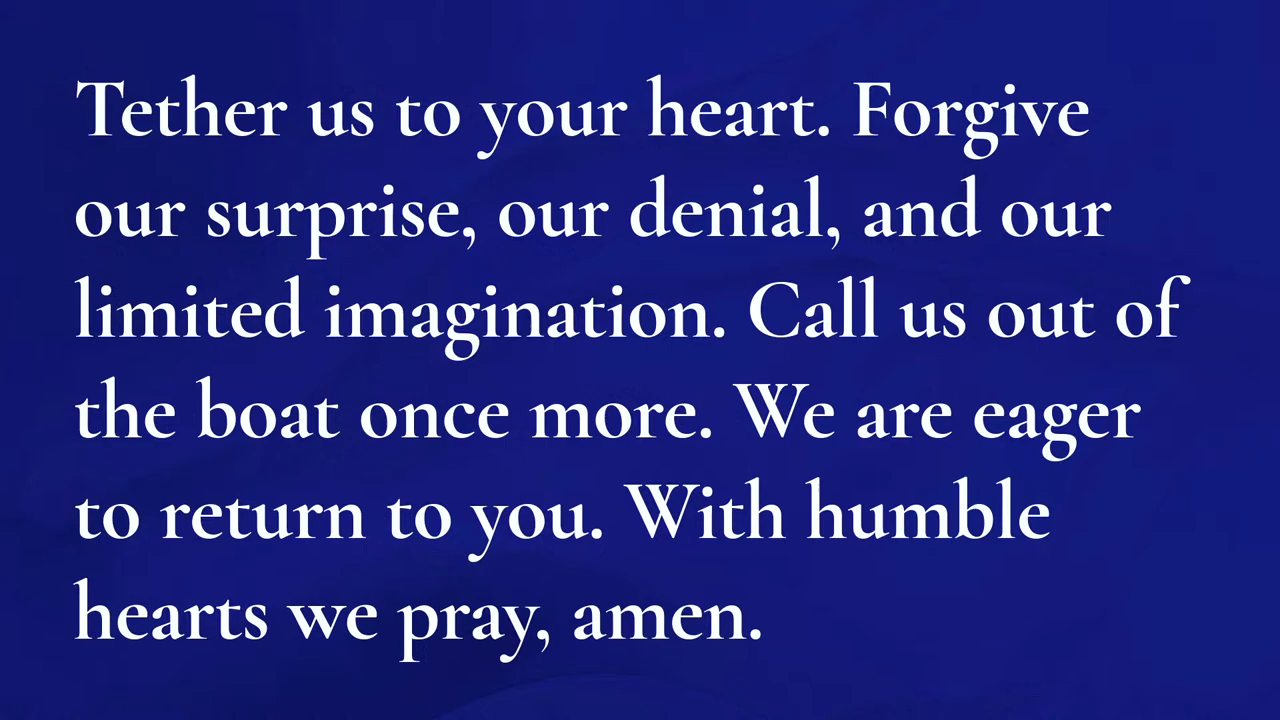 Tether us to your heart. Forgive
our surprise, our denial, and our
limited imagination. Call us out of
the boat once more. We are eager
to return to you. With humble
hearts we pray, amen.